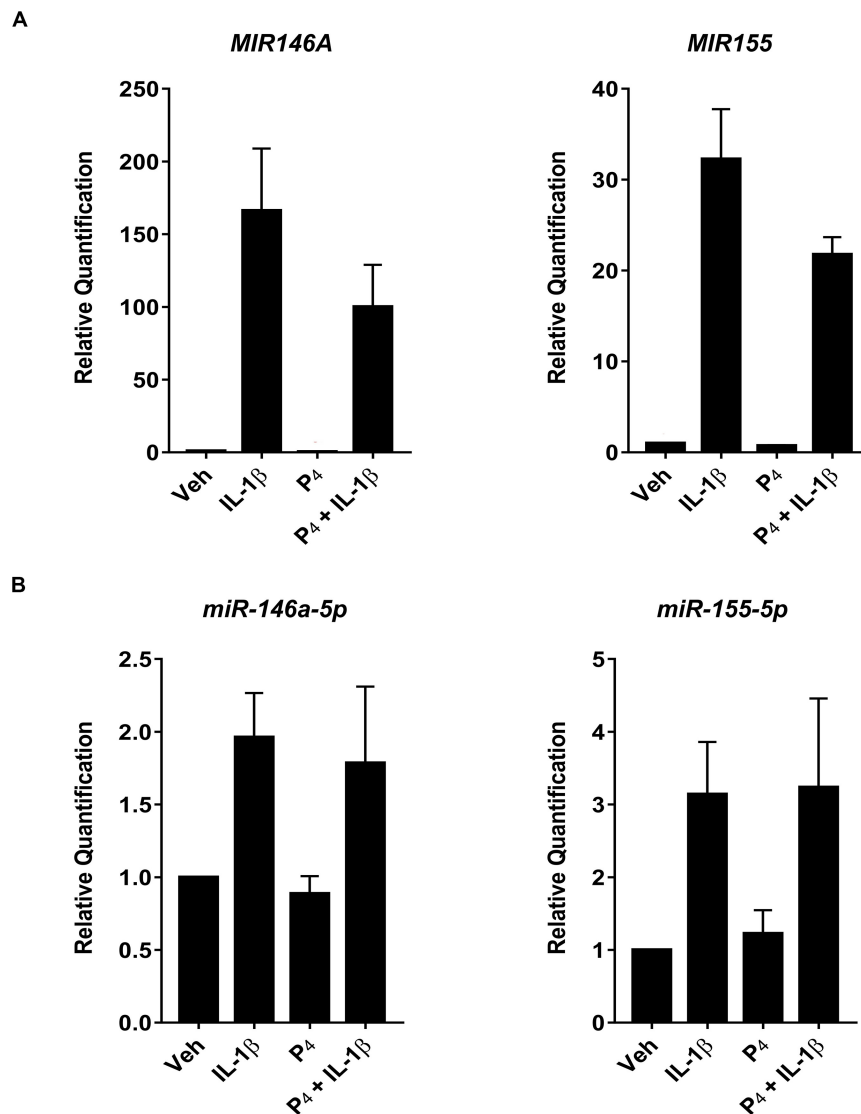 A
MIR146A
MIR155
Relative Quantification
250
200
150
100
50
0
Veh
IL-1β
P₄
P₄ + IL-1β
Relative Quantification
40
30
20
10
0
Veh
IL-1β
P₄
P₄ + IL-1β
B
miR-146a-5p
miR-155-5p
Relative Quantification
2.5
2.0
1.5
1.0
0.5
0.0
Veh
IL-1β
P₄
P₄ + IL-1β
Relative Quantification
5
4
3
2
1
0
Veh
IL-1β
P₄
P₄ + IL-1β